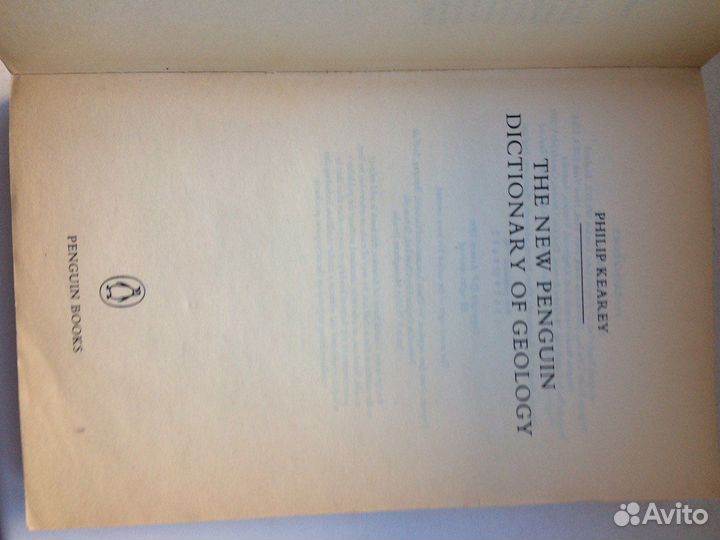 PHILIP KEAREY
THE NEW PENGUIN
DICTIONARY OF GEOLOGY
PENGUIN BOOKS
Avito